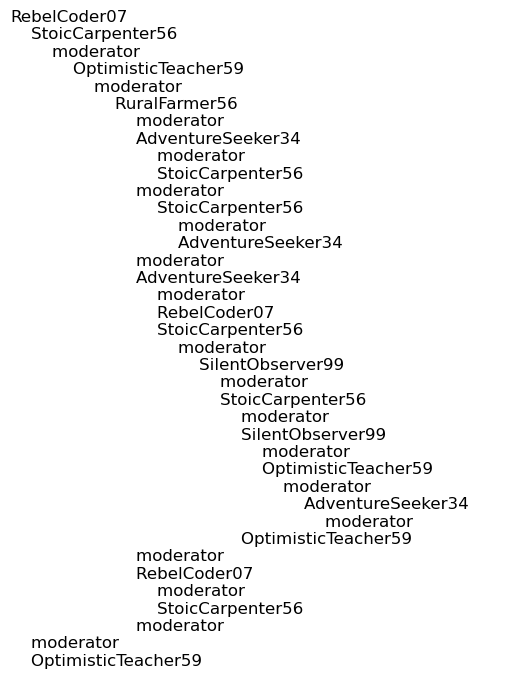 RebelCoder07
StoicCarpenter56
moderator
OptimisticTeacher59
moderator
RuralFarmer56
moderator
AdventureSeeker34
moderator
StoicCarpenter56
moderator
StoicCarpenter56
moderator
AdventureSeeker34
moderator
AdventureSeeker34
moderator
RebelCoder07
StoicCarpenter56
moderator
SilentObserver99
moderator
StoicCarpenter56
moderator
SilentObserver99
moderator
OptimisticTeacher59
moderator
AdventureSeeker34
moderator
OptimisticTeacher59
moderator
RebelCoder07
moderator
StoicCarpenter56
moderator
moderator
OptimisticTeacher59